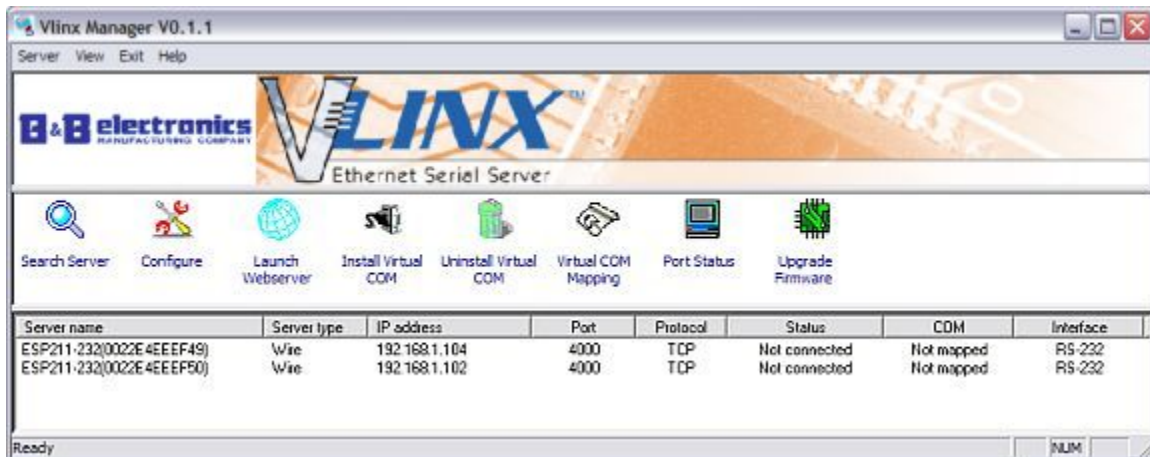 Vlinx Manager V0.1.1
Server View Exit Help
B&B electronics
MANUFACTURING COMPANY
VLINX™
Ethernet Serial Server
Search Server
Configure
Launch Webserver
Install Virtual COM
Uninstall Virtual COM
Virtual COM Mapping
Port Status
Upgrade Firmware
Server name Server type IP address Port Protocol Status COM Interface
ESP211-232(0022E4EEEF49) Wire 192.168.1.104 4000 TCP Not connected Not mapped RS-232
ESP211-232(0022E4EEEF50) Wire 192.168.1.102 4000 TCP Not connected Not mapped RS-232
Ready NUM